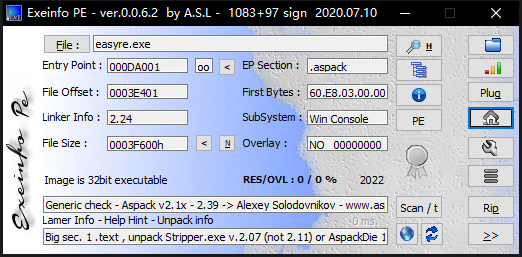 Exeinfo PE - ver.0.0.6.2 by A.S.L - 1083+97 sign 2020.07.10
File : easyre.exe H
Entry Point : 000DA001 oo < EP Section : .aspack
File Offset : 0003E401 First Bytes : 60.E8.03.00.00 Plug
Linker Info : 2.24 SubSystem : Win Console PE
File Size : 0003F600h < N Overlay : NO 00000000
Image is 32bit executable RES/OVL : 0 / 0 % 2022
Exeinfo Pe
Generic check - Aspack v2.1x - 2.39 -> Alexey Solodovnikov - www.as Scan / t Rip
Lamer Info - Help Hint - Unpack info 0 ms.
Big sec. 1 .text , unpack Stripper.exe v.2.07 (not 2.11) or AspackDie 1 >>